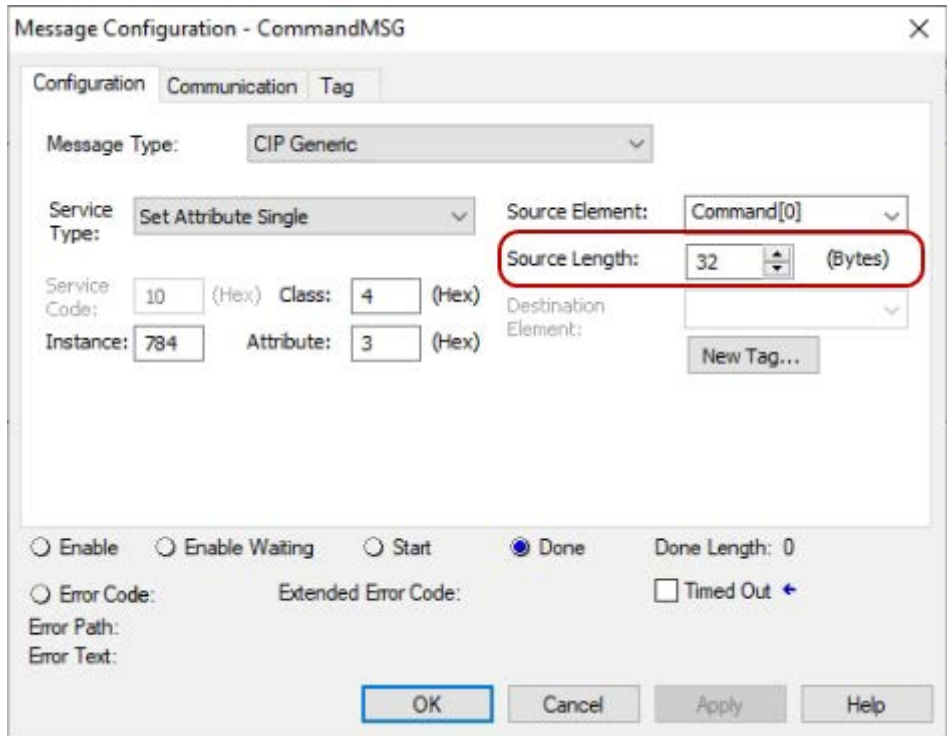 Message Configuration - CommandMSG
Configuration Communication Tag
Message Type: CIP Generic
Service Type: Set Attribute Single
Source Element: Command[0]
Source Length: 32 (Bytes)
Service Code: 10 (Hex) Class: 4 (Hex)
Destination Element:
Instance: 784 Attribute: 3 (Hex)
New Tag...
Enable Enable Waiting Start Done Done Length: 0
Error Code: Extended Error Code: Timed Out
Error Path:
Error Text:
OK Cancel Apply Help